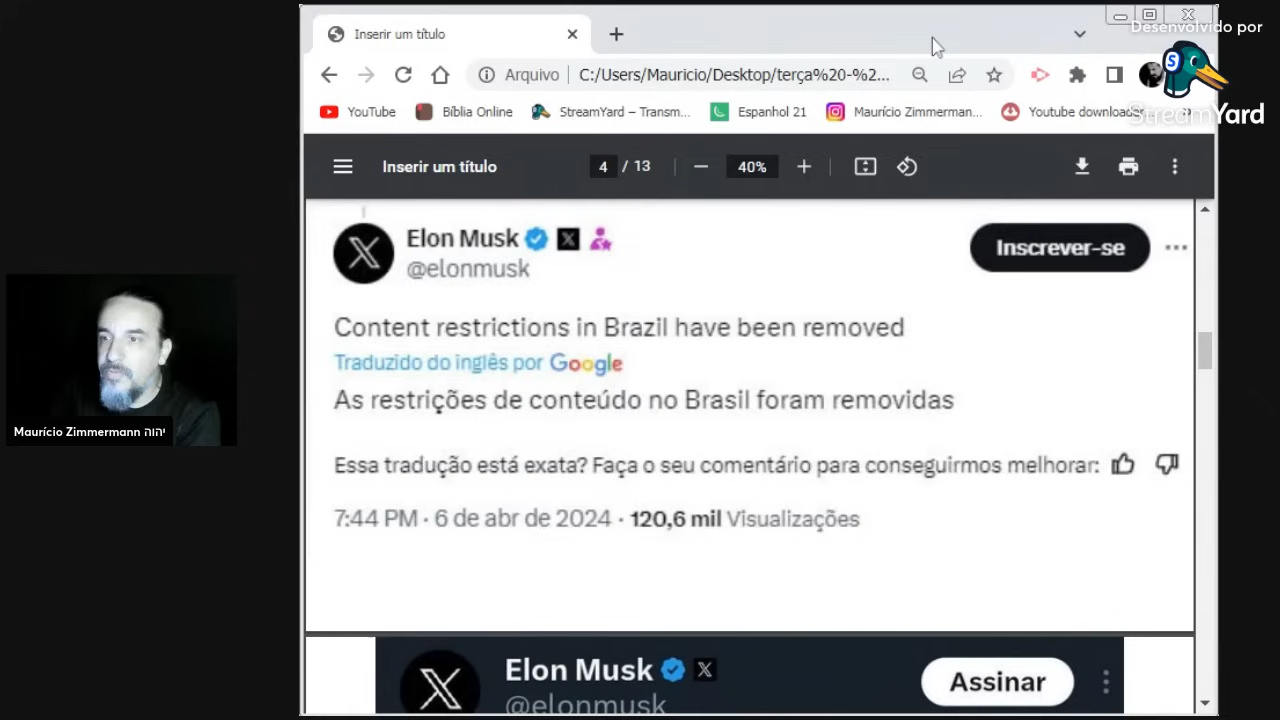 Inserir um título
Desenvolvido por
StreamYard
Arquivo
C:/Users/Mauricio/Desktop/terça%20-%2...
YouTube
Bíblia Online
StreamYard – Transm...
Espanhol 21
Maurício Zimmerman...
Youtube downloader
Inserir um título
4 / 13
40%
Elon Musk
@elonmusk
Inscrever-se
Content restrictions in Brazil have been removed
Traduzido do inglês por Google
As restrições de conteúdo no Brasil foram removidas
Essa tradução está exata? Faça o seu comentário para conseguirmos melhorar:
7:44 PM · 6 de abr de 2024 · 120,6 mil Visualizações
Maurício Zimmermann יהוה
Elon Musk
@elonmusk
Assinar